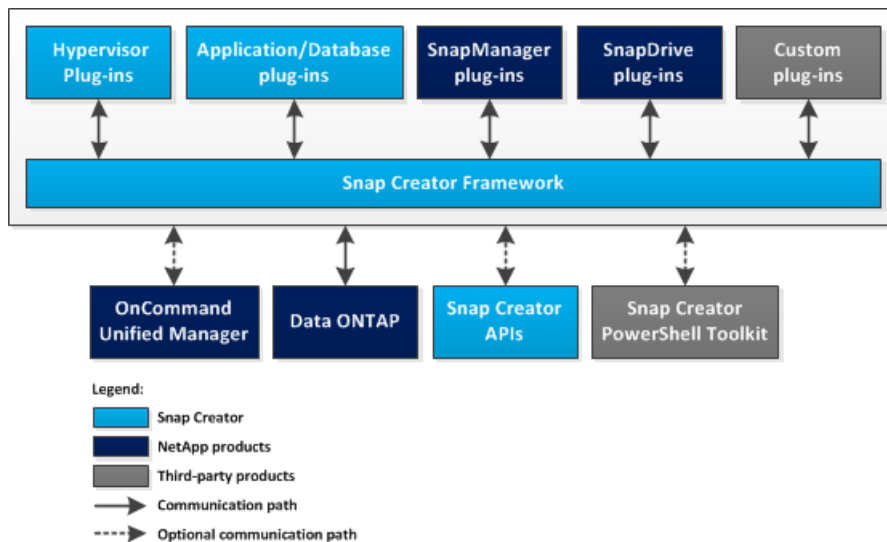 Hypervisor
Plug-ins
Application/Database
plug-ins
SnapManager
plug-ins
SnapDrive
plug-ins
Custom
plug-ins
Snap Creator Framework
OnCommand
Unified Manager
Data ONTAP
Snap Creator
APIs
Snap Creator
PowerShell Toolkit
Legend:
Snap Creator
NetApp products
Third-party products
Communication path
Optional communication path